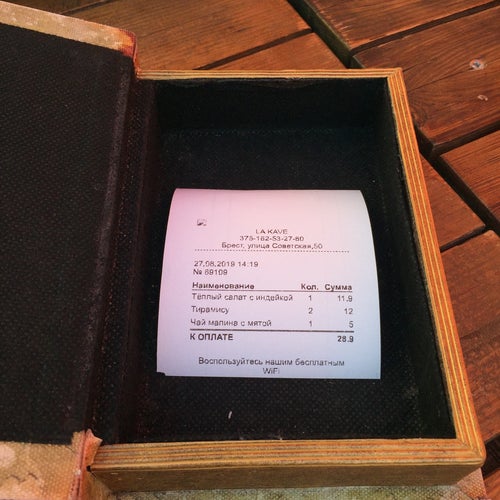 LA KAVE
375-162-53-27-60
Брест, улица Советская,50
27.08.2019 14:19
№ 89109
Наименование Кол. Сумма
Тёплый салат с индейкой 1 11.9
Тирамису 2 12
Чай малина с мятой 1 5
К ОПЛАТЕ 28.9
Воспользуйтесь нашим бесплатным
WiFi